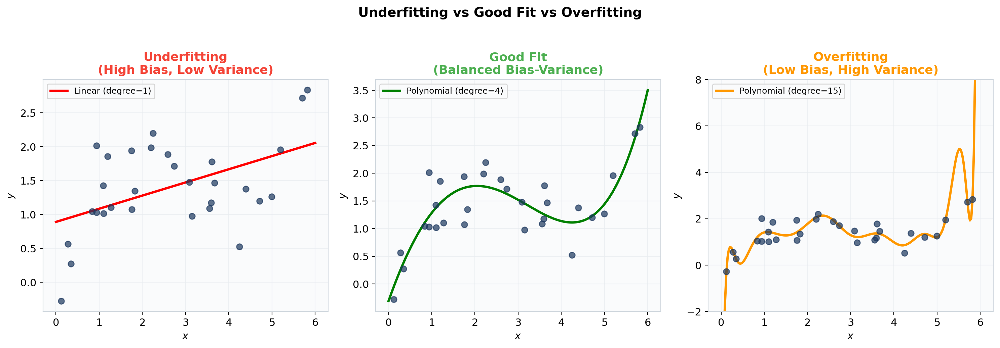 Underfitting vs Good Fit vs Overfitting
Underfitting
(High Bias, Low Variance)
Linear (degree=1)
2.5
2.0
1.5
1.0
0.5
0.0
y
0 1 2 3 4 5 6
x
Good Fit
(Balanced Bias-Variance)
Polynomial (degree=4)
3.5
3.0
2.5
2.0
1.5
1.0
0.5
0.0
y
0 1 2 3 4 5 6
x
Overfitting
(Low Bias, High Variance)
Polynomial (degree=15)
8
6
4
2
0
−2
y
0 1 2 3 4 5 6
x